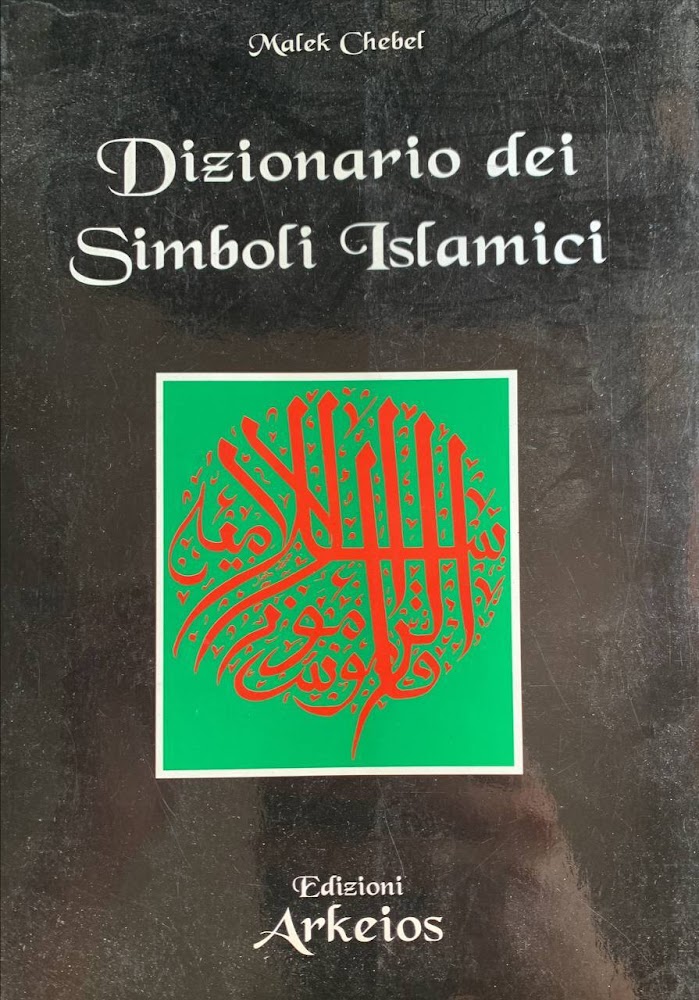 Malek Chebel
Dizionario dei
Simboli Islamici
Edizioni
Arkeios